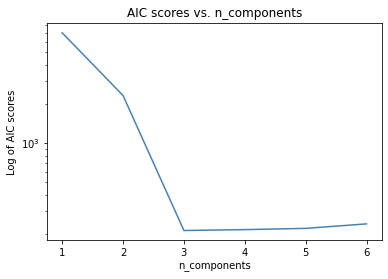 AIC scores vs. n_components
Log of AIC scores
10³
1 2 3 4 5 6
n_components